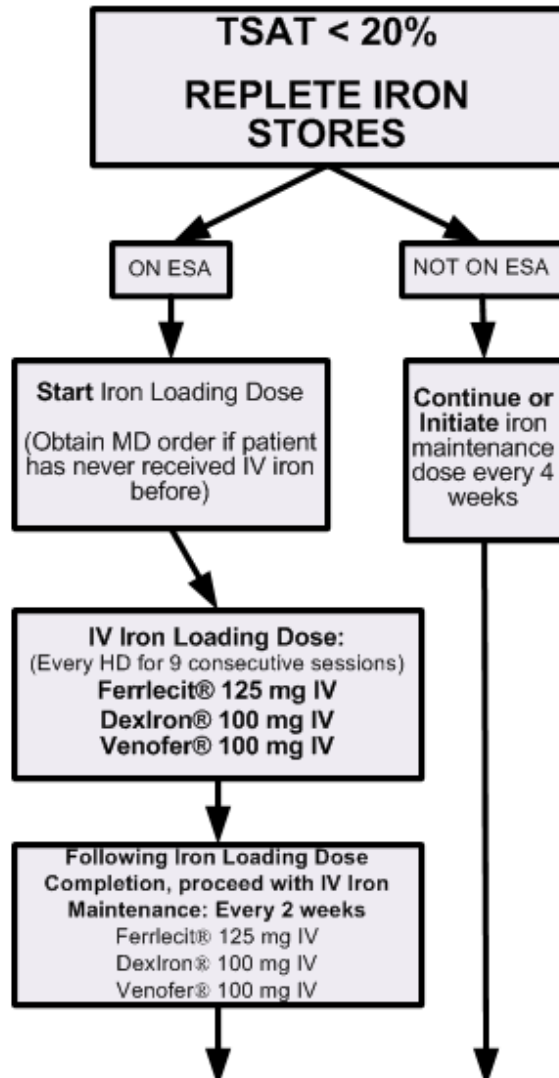 TSAT < 20%
REPLETE IRON
STORES
ON ESA
NOT ON ESA
Start Iron Loading Dose
(Obtain MD order if patient
has never received IV iron
before)
Continue or
Initiate iron
maintenance
dose every 4
weeks
IV Iron Loading Dose:
(Every HD for 9 consecutive sessions)
Ferrlecit® 125 mg IV
DexIron® 100 mg IV
Venofer® 100 mg IV
Following Iron Loading Dose
Completion, proceed with IV Iron
Maintenance: Every 2 weeks
Ferrlecit® 125 mg IV
DexIron® 100 mg IV
Venofer® 100 mg IV